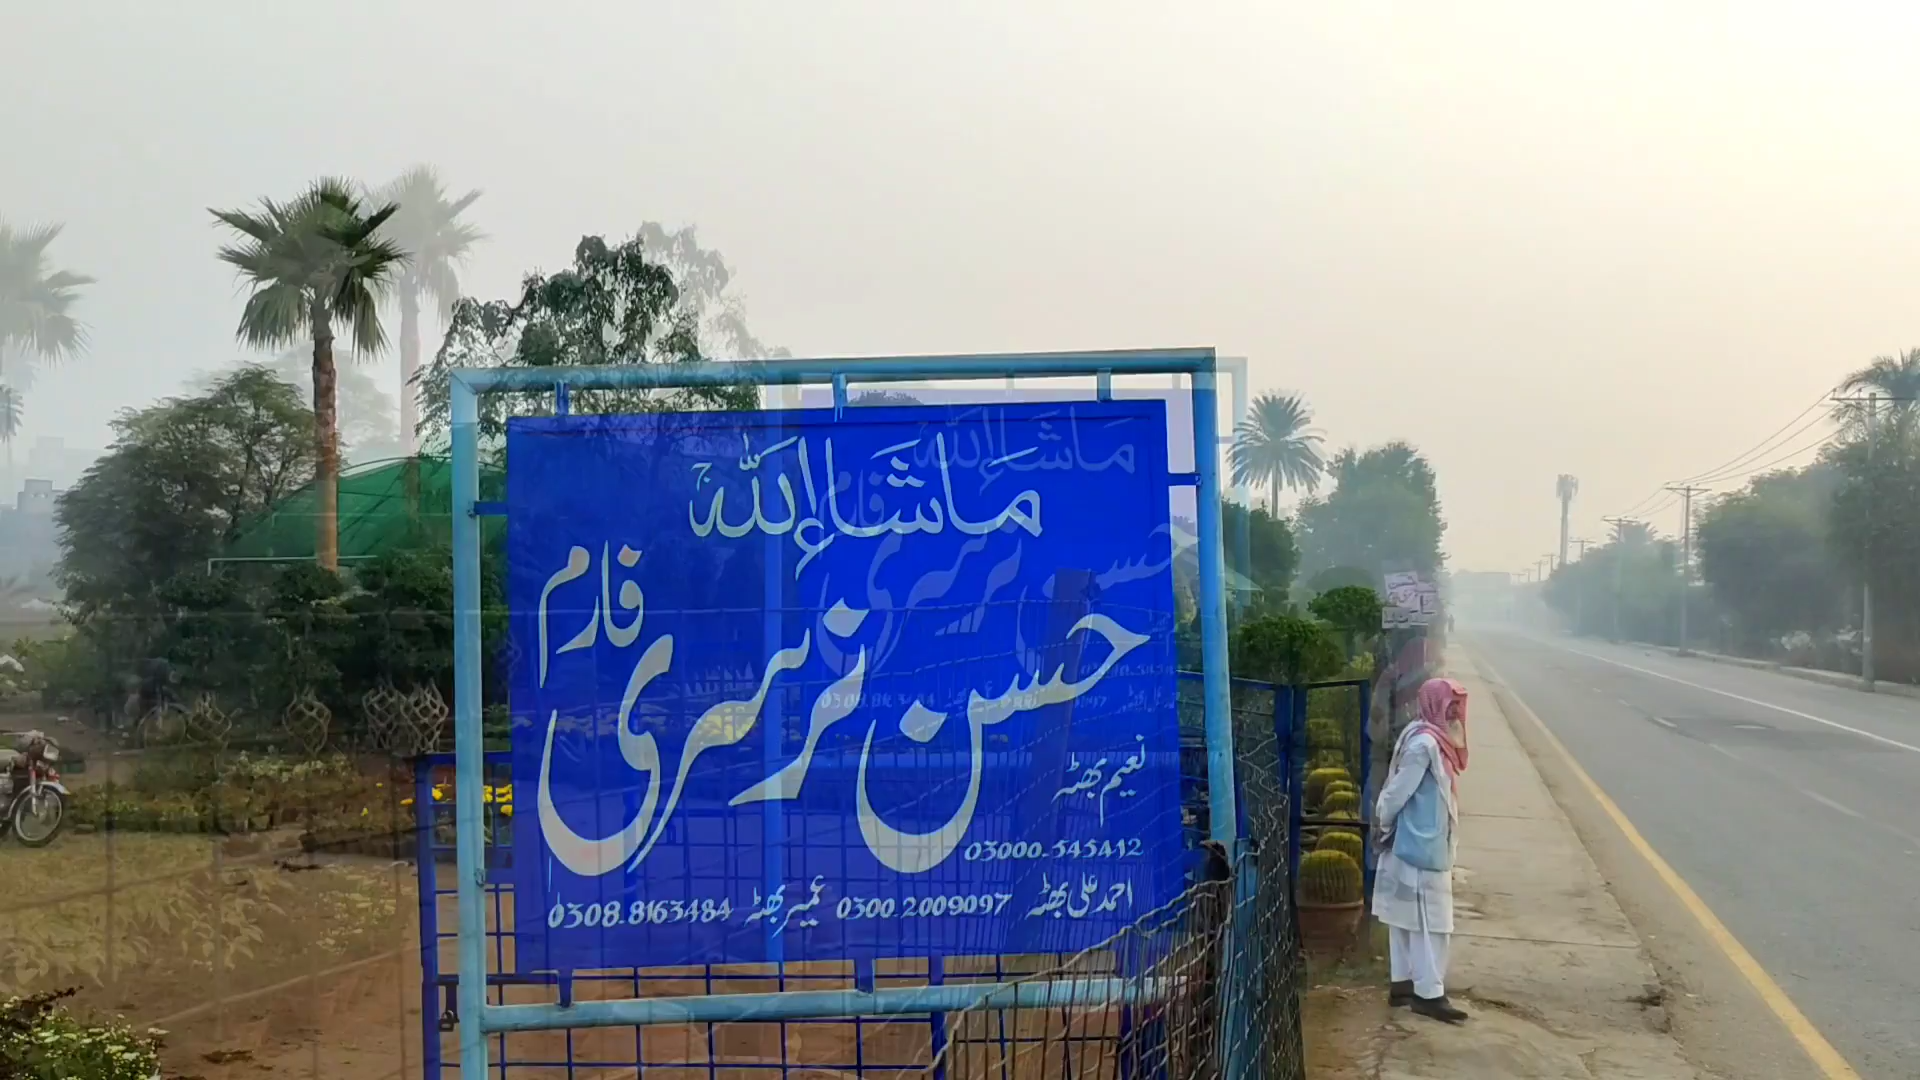 ماشاءاللہ
حسن نرسری فارم
نعیم بھٹہ
03000-545412
احمد علی بھٹہ 0300-2009097 عمیر بھٹہ 0308-8163484